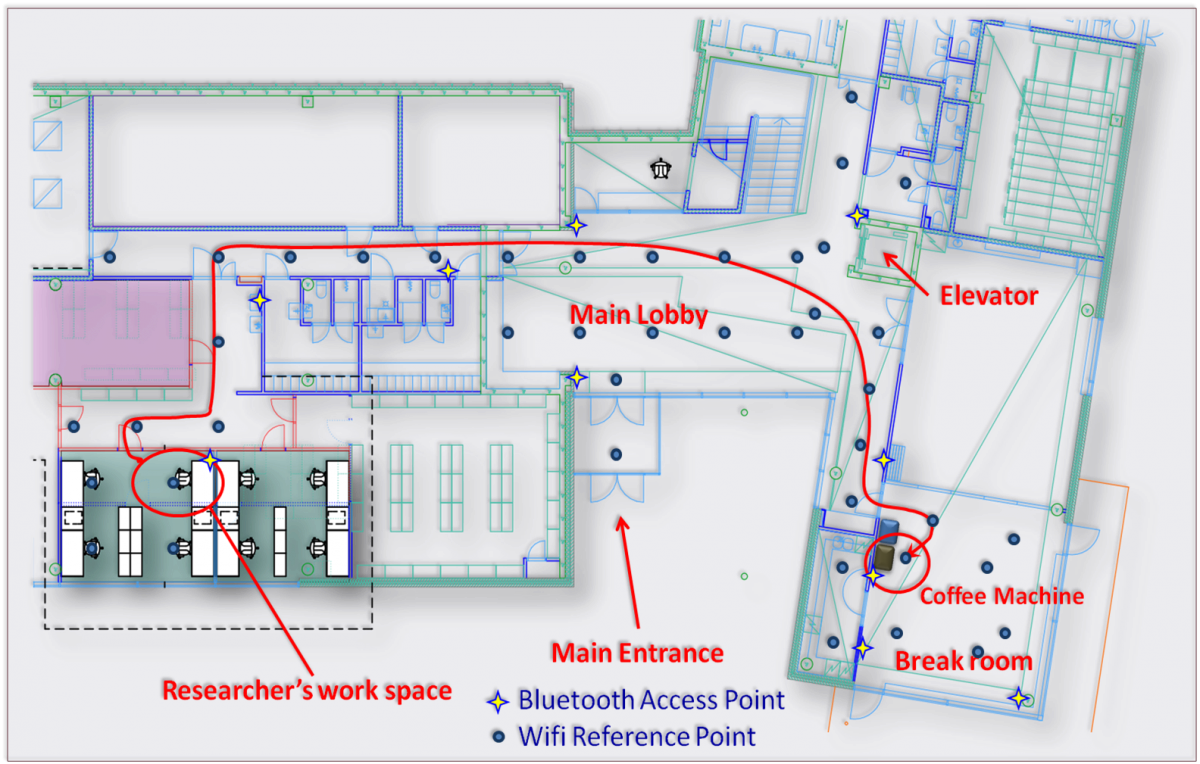 Elevator
Main Lobby
Coffee Machine
Main Entrance
Break room
Researcher's work space
Bluetooth Access Point
Wifi Reference Point